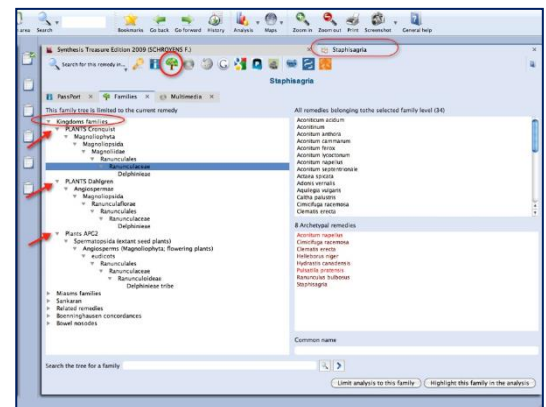 area Search Bookmarks Go back Go forward History Analysis Maps Zoom in Zoom out Print Screenshot General help
Synthesis Treasure Edition 2009 (SCHROYENS F.) × Staphisagria ×
Search for this remedy in...
Staphisagria
PassPort × Families × Multimedia ×
This family tree is limited to the current remedy
Kingdoms families
PLANTS Cronquist
Magnoliophyta
Magnoliopsida
Magnoliidae
Ranunculales
Ranunculaceae
Delphinieae
PLANTS Dahlgren
Angiospermae
Magnoliopsida
Ranunculiflorae
Ranunculales
Ranunculaceae
Delphinieae
Plants APG2
Spermatopsida (extant seed plants)
Angiosperms (Magnoliophyta; flowering plants)
eudicots
Ranunculales
Ranunculaceae
Ranunculoideae
Delphinieae tribe
Miasms families
Sankaran
Related remedies
Boenninghausen concordances
Bowel nosodes
All remedies belonging tothe selected family level (34)
Aconitum acidum
Aconitinum
Aconitum anthora
Aconitum cammarum
Aconitum ferox
Aconitum lycoctonum
Aconitum napellus
Aconitum septentrionale
Actaea spicata
Adonis vernalis
Aquilegia vulgaris
Caltha palustris
Cimicifuga racemosa
Clematis erecta
8 Archetypal remedies
Aconitum napellus
Cimicifuga racemosa
Clematis erecta
Helleborus niger
Hydrastis canadensis
Pulsatilla pratensis
Ranunculus bulbosus
Staphisagria
Common name
Search the tree for a family
Limit analysis to this family Highlight this family in the analysis